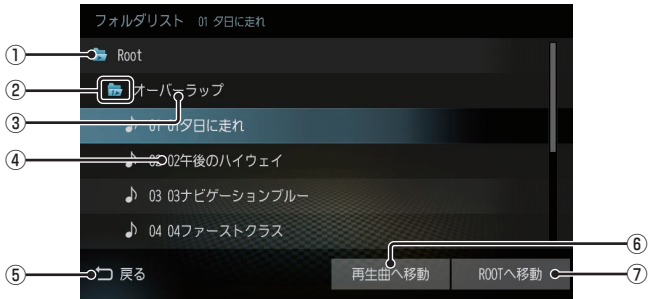 フォルダリスト 01 夕日に走れ
① Root
② オーバーラップ
③ 01 01夕日に走れ
④ 02 02午後のハイウェイ
03 03ナビゲーションブルー
04 04ファーストクラス
⑥
⑤ 戻る 再生曲へ移動 ROOTへ移動 ⑦